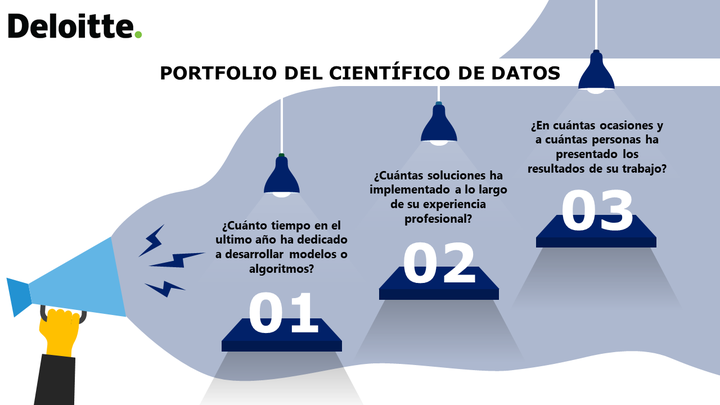 Deloitte.
PORTFOLIO DEL CIENTÍFICO DE DATOS
¿Cuánto tiempo en el
ultimo año ha dedicado
a desarrollar modelos o
algoritmos?
01
¿Cuántas soluciones ha
implementado a lo largo
de su experiencia
profesional?
02
¿En cuántas ocasiones y
a cuántas personas ha
presentado los
resultados de su trabajo?
03